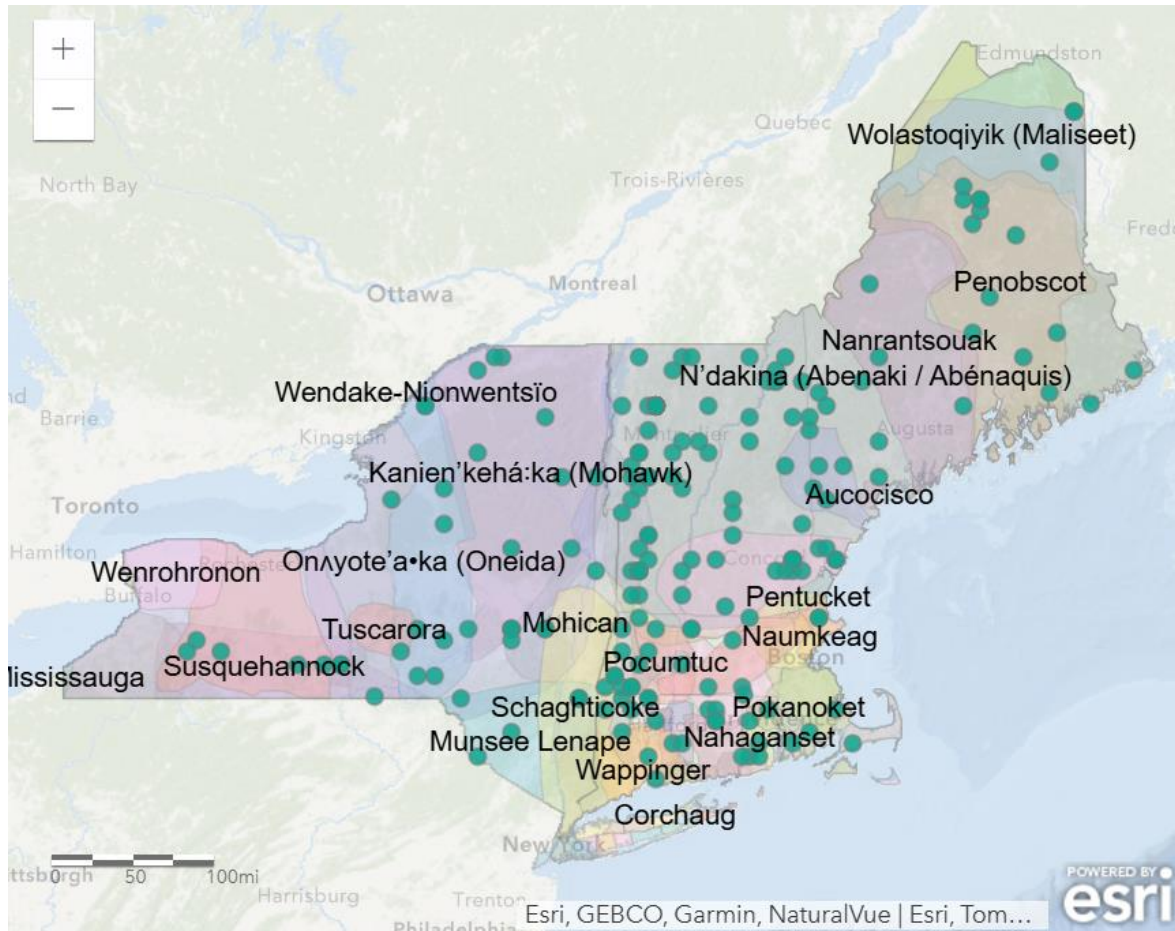 +
−
Edmundston
Quebec
Wolastoqiyik (Maliseet)
North Bay
Trois-Rivières
Fred
Ottawa
Montreal
Penobscot
Nanrantsouak
N'dakina (Abenaki / Abénaquis)
Wendake-Nionwentsïo
Barrie
Kingston
Montpelier
Augusta
Kanien'kehá:ka (Mohawk)
Aucocisco
Toronto
Hamilton
Onʌyote'a•ka (Oneida)
Concord
Rochester
Wenrohronon
Buffalo
Pentucket
Tuscarora
Mohican
Naumkeag
Boston
Susquehannock
Pocumtuc
Mississauga
Schaghticoke
Pokanoket
Munsee Lenape
Nahaganset
Wappinger
Corchaug
New York
0 50 100mi
ttsburgh
Harrisburg
Trenton
Philadelphia
Esri, GEBCO, Garmin, NaturalVue | Esri, Tom...
POWERED BY
esri